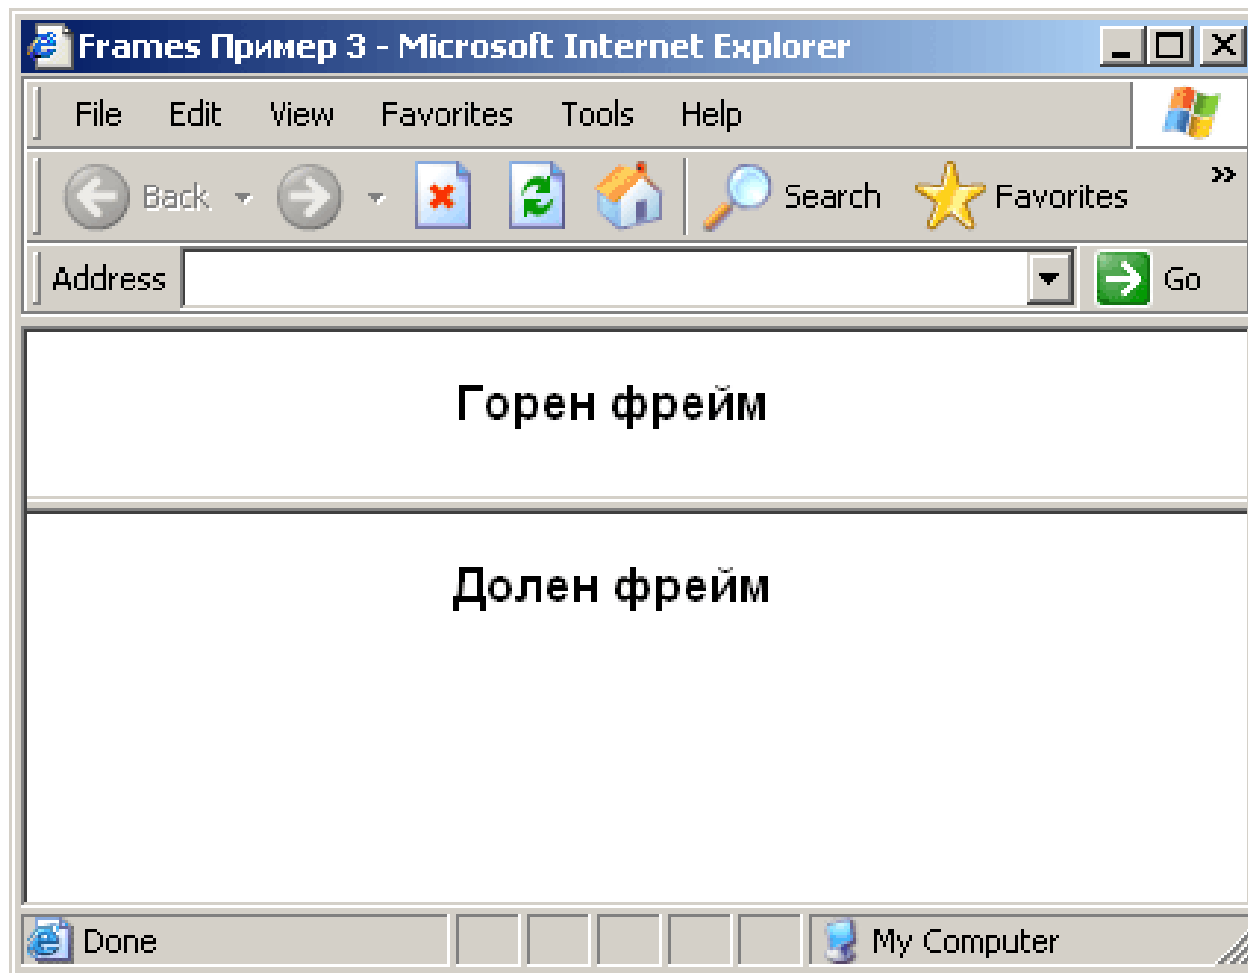 Frames Пример 3 - Microsoft Internet Explorer
File Edit View Favorites Tools Help
Back Search Favorites »
Address Go
Горен фрейм
Долен фрейм
Done My Computer